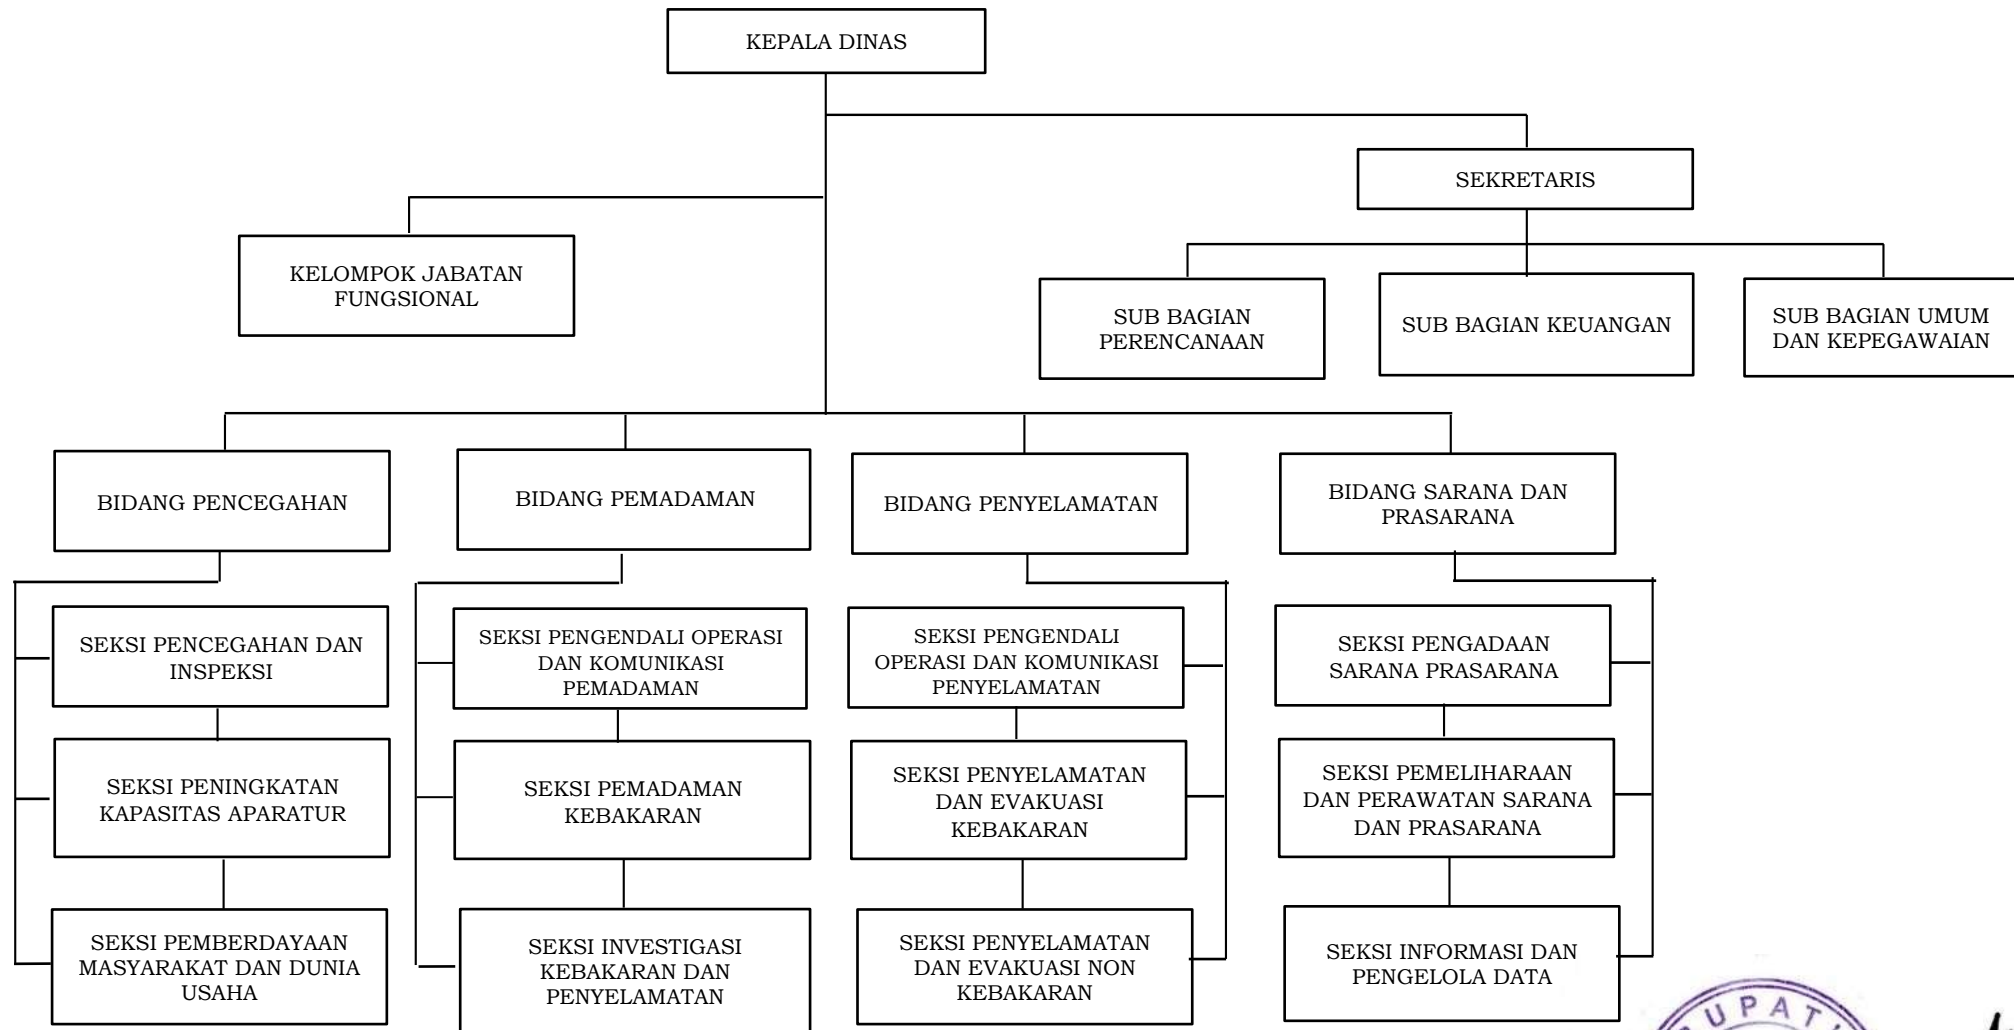 KEPALA DINAS
SEKRETARIS
KELOMPOK JABATAN
FUNGSIONAL
SUB BAGIAN
PERENCANAAN
SUB BAGIAN KEUANGAN
SUB BAGIAN UMUM
DAN KEPEGAWAIAN
BIDANG PENCEGAHAN
BIDANG PEMADAMAN
BIDANG PENYELAMATAN
BIDANG SARANA DAN
PRASARANA
SEKSI PENCEGAHAN DAN
INSPEKSI
SEKSI PENGENDALI OPERASI
DAN KOMUNIKASI
PEMADAMAN
SEKSI PENGENDALI
OPERASI DAN KOMUNIKASI
PENYELAMATAN
SEKSI PENGADAAN
SARANA PRASARANA
SEKSI PENINGKATAN
KAPASITAS APARATUR
SEKSI PEMADAMAN
KEBAKARAN
SEKSI PENYELAMATAN
DAN EVAKUASI
KEBAKARAN
SEKSI PEMELIHARAAN
DAN PERAWATAN SARANA
DAN PRASARANA
SEKSI PEMBERDAYAAN
MASYARAKAT DAN DUNIA
USAHA
SEKSI INVESTIGASI
KEBAKARAN DAN
PENYELAMATAN
SEKSI PENYELAMATAN
DAN EVAKUASI NON
KEBAKARAN
SEKSI INFORMASI DAN
PENGELOLA DATA
UPATI